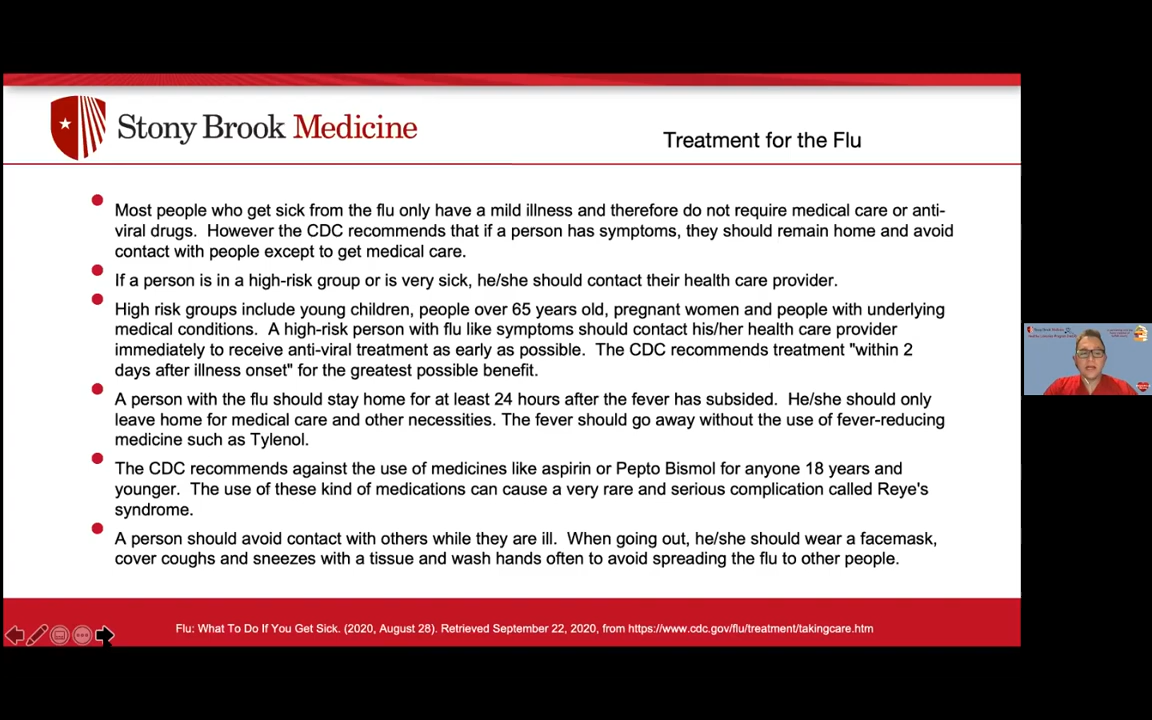 Stony Brook Medicine
Treatment for the Flu
Most people who get sick from the flu only have a mild illness and therefore do not require medical care or anti-
viral drugs.  However the CDC recommends that if a person has symptoms, they should remain home and avoid
contact with people except to get medical care.
If a person is in a high-risk group or is very sick, he/she should contact their health care provider.
High risk groups include young children, people over 65 years old, pregnant women and people with underlying
medical conditions.  A high-risk person with flu like symptoms should contact his/her health care provider
immediately to receive anti-viral treatment as early as possible.  The CDC recommends treatment "within 2
days after illness onset" for the greatest possible benefit.
A person with the flu should stay home for at least 24 hours after the fever has subsided.  He/she should only
leave home for medical care and other necessities. The fever should go away without the use of fever-reducing
medicine such as Tylenol.
The CDC recommends against the use of medicines like aspirin or Pepto Bismol for anyone 18 years and
younger.  The use of these kind of medications can cause a very rare and serious complication called Reye's
syndrome.
A person should avoid contact with others while they are ill.  When going out, he/she should wear a facemask,
cover coughs and sneezes with a tissue and wash hands often to avoid spreading the flu to other people.
Flu: What To Do If You Get Sick. (2020, August 28). Retrieved September 22, 2020, from https://www.cdc.gov/flu/treatment/takingcare.htm